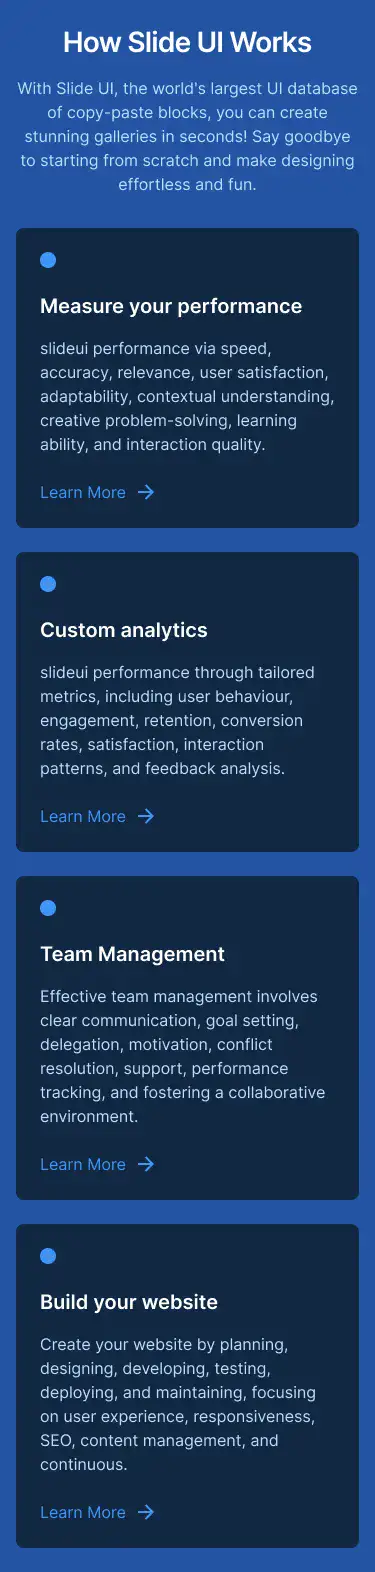 How Slide UI Works
With Slide UI, the world's largest UI database
of copy-paste blocks, you can create
stunning galleries in seconds! Say goodbye
to starting from scratch and make designing
effortless and fun.
Measure your performance
slideui performance via speed,
accuracy, relevance, user satisfaction,
adaptability, contextual understanding,
creative problem-solving, learning
ability, and interaction quality.
Learn More
Custom analytics
slideui performance through tailored
metrics, including user behaviour,
engagement, retention, conversion
rates, satisfaction, interaction
patterns, and feedback analysis.
Learn More
Team Management
Effective team management involves
clear communication, goal setting,
delegation, motivation, conflict
resolution, support, performance
tracking, and fostering a collaborative
environment.
Learn More
Build your website
Create your website by planning,
designing, developing, testing,
deploying, and maintaining, focusing
on user experience, responsiveness,
SEO, content management, and
continuous.
Learn More